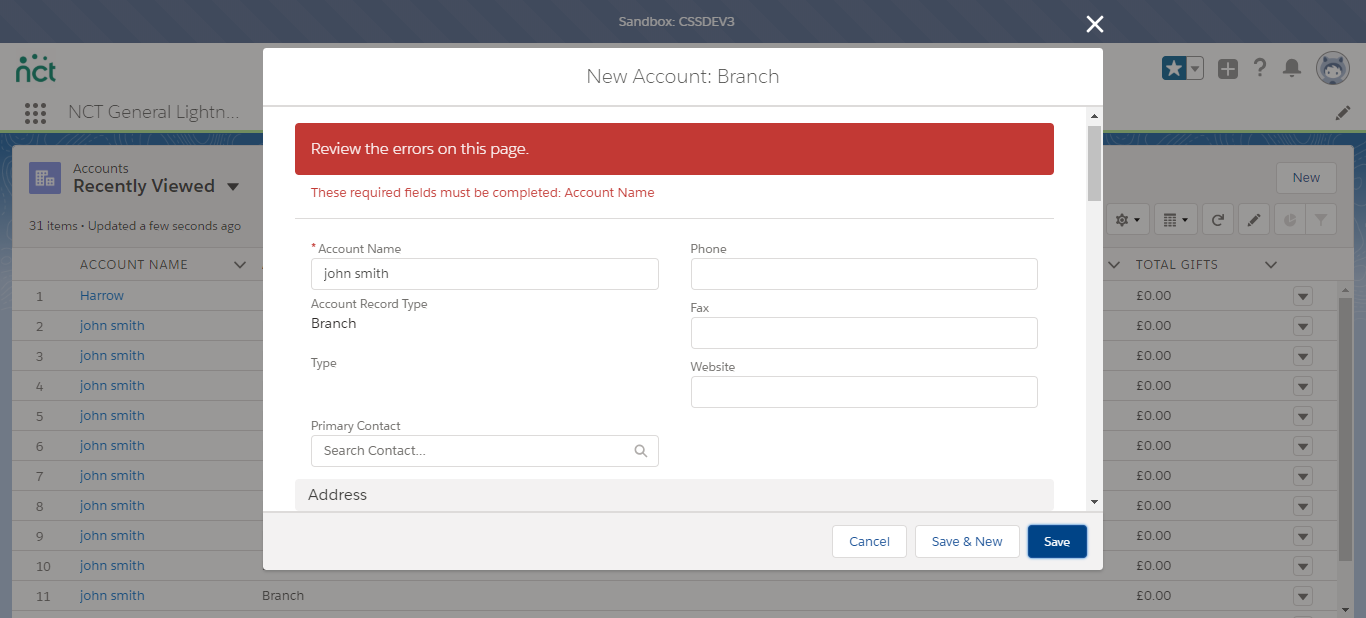 Sandbox: CSSDEV3
nct
NCT General Lightn...
New Account: Branch
Review the errors on this page.
These required fields must be completed: Account Name
* Account Name
john smith
Phone
Account Record Type
Branch
Fax
Type
Website
Primary Contact
Search Contact...
Address
Cancel
Save & New
Save
Accounts
Recently Viewed
New
31 items • Updated a few seconds ago
ACCOUNT NAME
TOTAL GIFTS
1 Harrow £0.00
2 john smith £0.00
3 john smith £0.00
4 john smith £0.00
5 john smith £0.00
6 john smith £0.00
7 john smith £0.00
8 john smith £0.00
9 john smith £0.00
10 john smith £0.00
11 john smith Branch £0.00